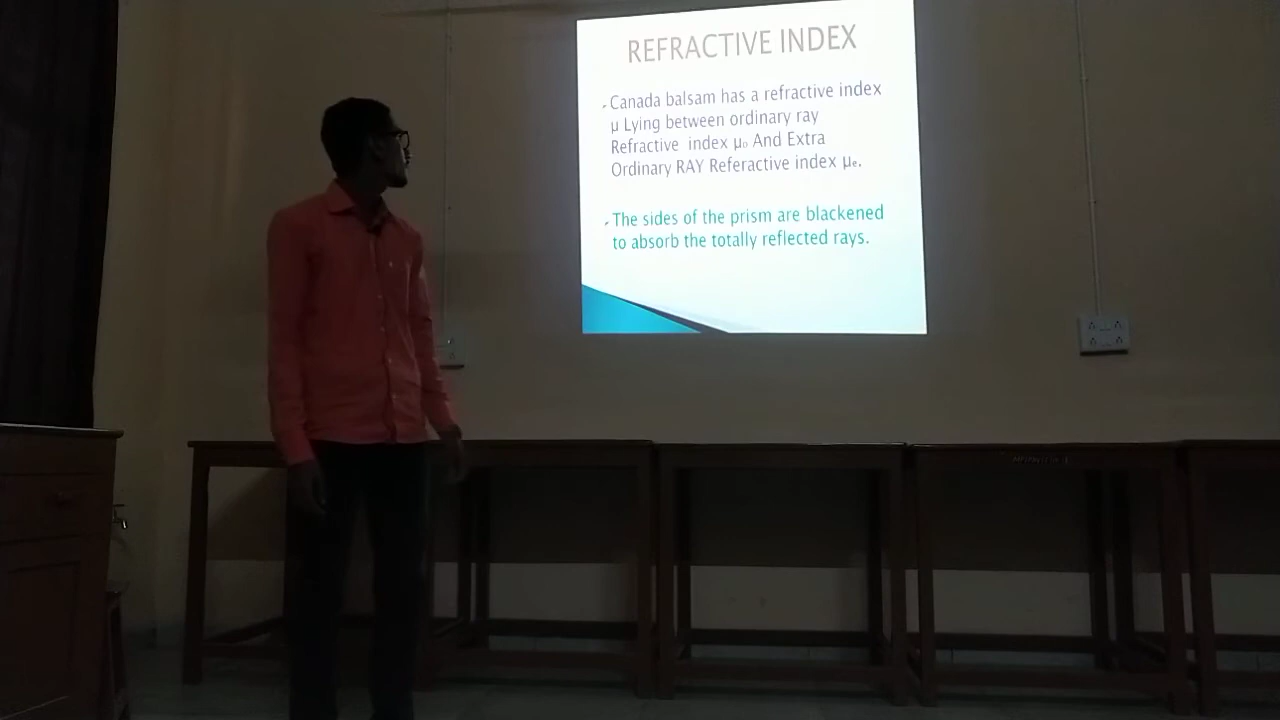 REFRACTIVE INDEX
Canada balsam has a refractive index
μ Lying between ordinary ray
Refractive index μₒ And Extra
Ordinary RAY Referactive index μₑ.
The sides of the prism are blackened
to absorb the totally reflected rays.